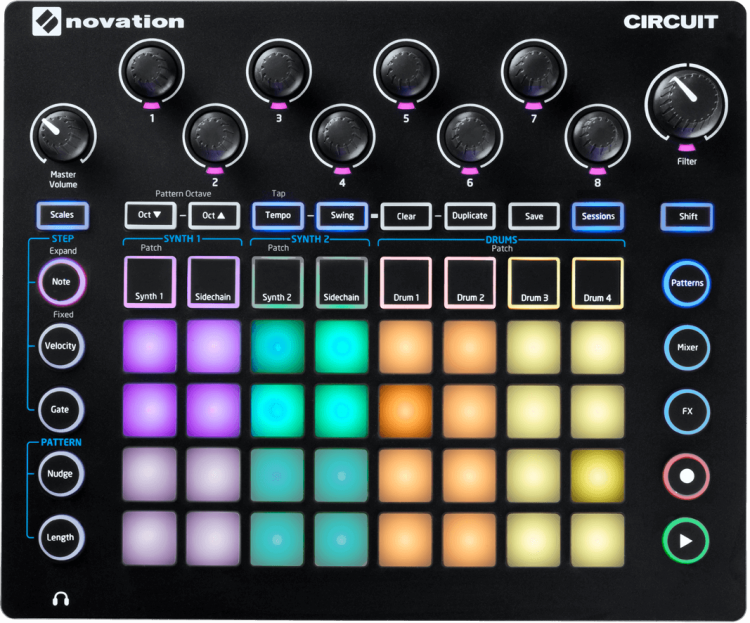 novation
CIRCUIT
1
3
5
7
2
4
6
8
Filter
Master
Volume
Pattern Octave
Tap
Scales
Oct ▼
Oct ▲
Tempo
Swing
Clear
Duplicate
Save
Sessions
Shift
STEP
SYNTH 1
SYNTH 2
DRUMS
Expand
Patch
Patch
Patch
Note
Synth 1
Sidechain
Synth 2
Sidechain
Drum 1
Drum 2
Drum 3
Drum 4
Patterns
Fixed
Velocity
Mixer
Gate
FX
PATTERN
Nudge
Length